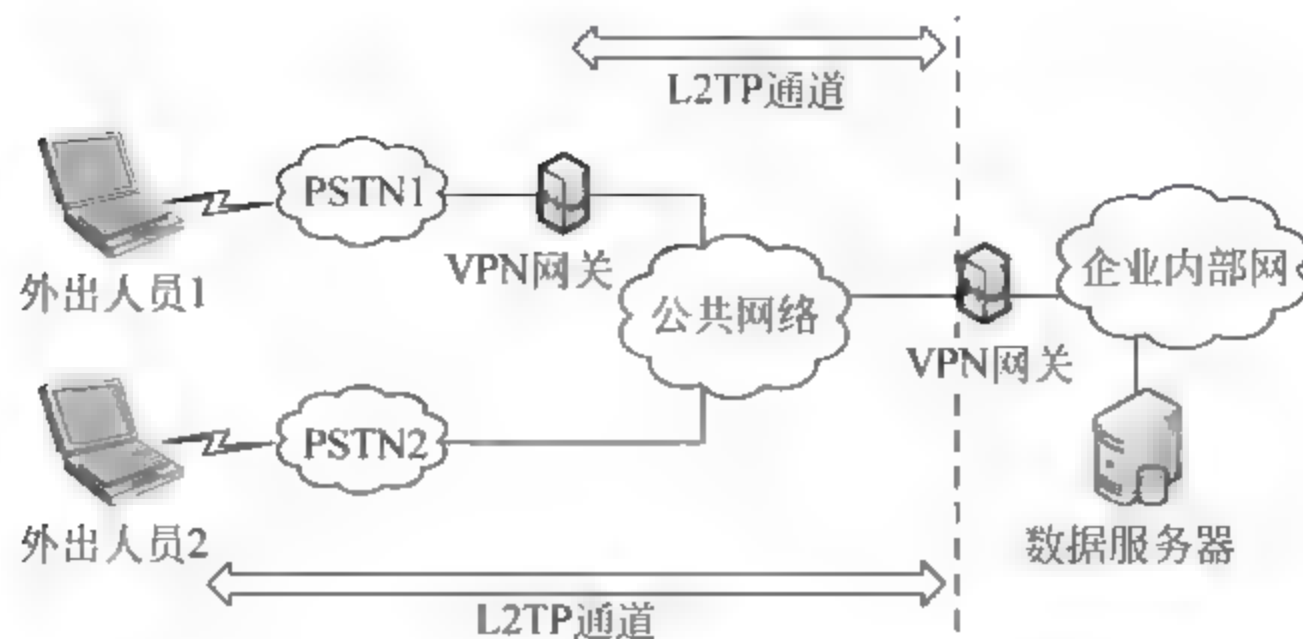 L2TP通道
PSTN1
VPN网关
外出人员1
公共网络
企业内部网
VPN网关
PSTN2
外出人员2
数据服务器
L2TP通道